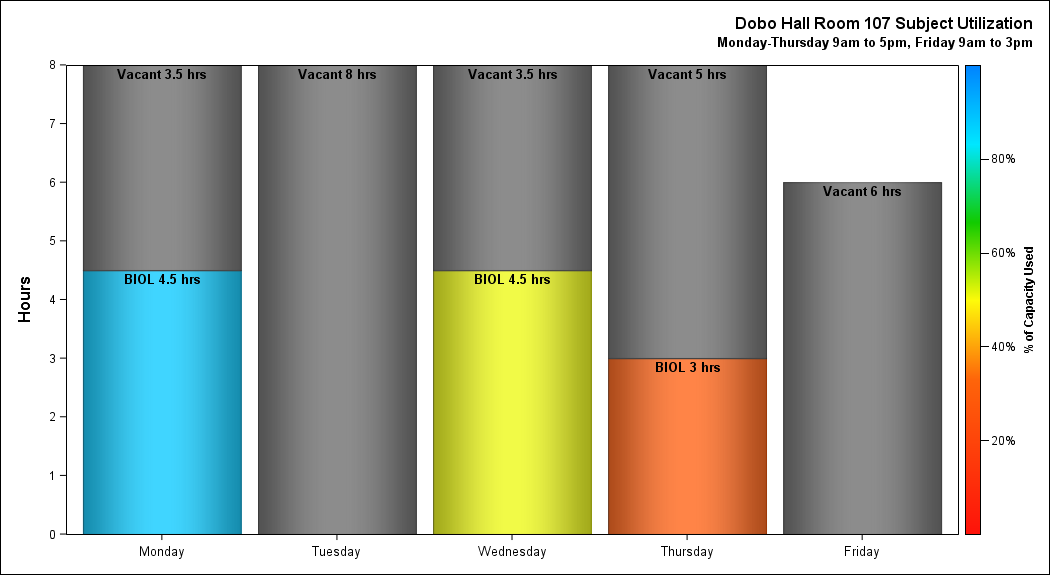 Dobo Hall Room 107 Subject Utilization
Monday-Thursday 9am to 5pm, Friday 9am to 3pm
Hours
8
7
6
5
4
3
2
1
0
Vacant 3.5 hrs
BIOL 4.5 hrs
Vacant 8 hrs
Vacant 3.5 hrs
BIOL 4.5 hrs
Vacant 5 hrs
BIOL 3 hrs
Vacant 6 hrs
Monday
Tuesday
Wednesday
Thursday
Friday
80%
60%
40%
20%
% of Capacity Used